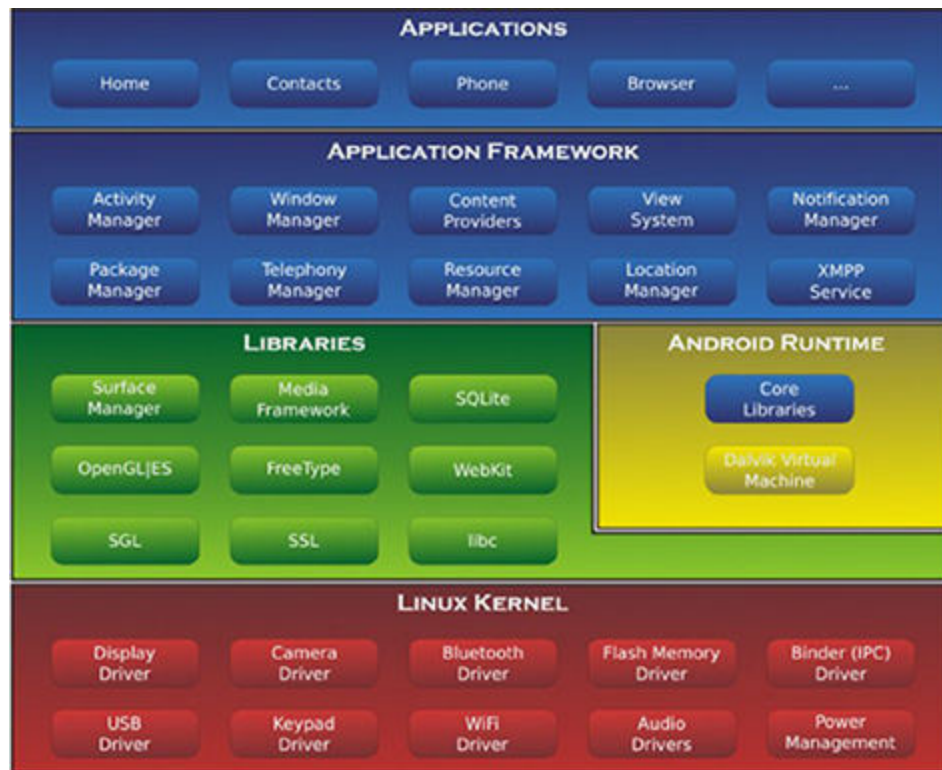 APPLICATIONS
Home
Contacts
Phone
Browser
...
APPLICATION FRAMEWORK
Activity
Manager
Window
Manager
Content
Providers
View
System
Notification
Manager
Package
Manager
Telephony
Manager
Resource
Manager
Location
Manager
XMPP
Service
LIBRARIES
Surface
Manager
Media
Framework
SQLite
OpenGL|ES
FreeType
WebKit
SGL
SSL
libc
ANDROID RUNTIME
Core
Libraries
Dalvik Virtual
Machine
LINUX KERNEL
Display
Driver
Camera
Driver
Bluetooth
Driver
Flash Memory
Driver
Binder (IPC)
Driver
USB
Driver
Keypad
Driver
WiFi
Driver
Audio
Drivers
Power
Management